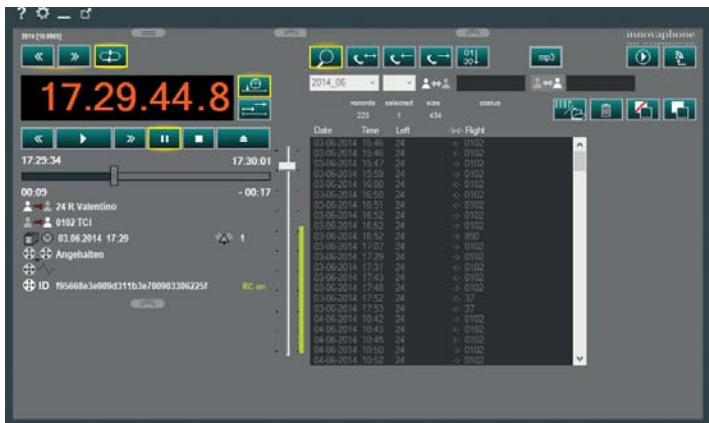 2014 [10.0003]
innovaphone
01
20
mp3
17.29.44.8
2014_06
records selected size status
223 1 434
17:29:34 17:30:01
Date Time Left -><- Right
00:09 - 00:17
24 R Valentino
0102 TCI
03.06.2014 17:29 1
Angehalten
ID f95668e3e909d311b3e700903306225f RC on
03-06-2014 15:46 24 0102
03-06-2014 15:46 24 0102
03-06-2014 15:47 24 0102
03-06-2014 15:59 24 0102
03-06-2014 16:00 24 0102
03-06-2014 16:50 24 <- 0102
03-06-2014 16:51 24 <- 0102
03-06-2014 16:52 24 -> 0102
03-06-2014 16:52 24 <- 0102
03-06-2014 16:52 24 -> 850
03-06-2014 17:07 24 -> 0102
03-06-2014 17:29 24 -> 0102
03-06-2014 17:31 24 <- 0102
03-06-2014 17:43 24 <- 0102
03-06-2014 17:48 24 <- 0102
03-06-2014 17:52 24 <- 37
03-06-2014 17:53 24 -> 37
04-06-2014 10:42 24 -> 0102
04-06-2014 10:43 24 -> 0102
04-06-2014 10:45 24 <- 0102
04-06-2014 10:50 24 -> 0102
04-06-2014 10:52 24 -> 0102